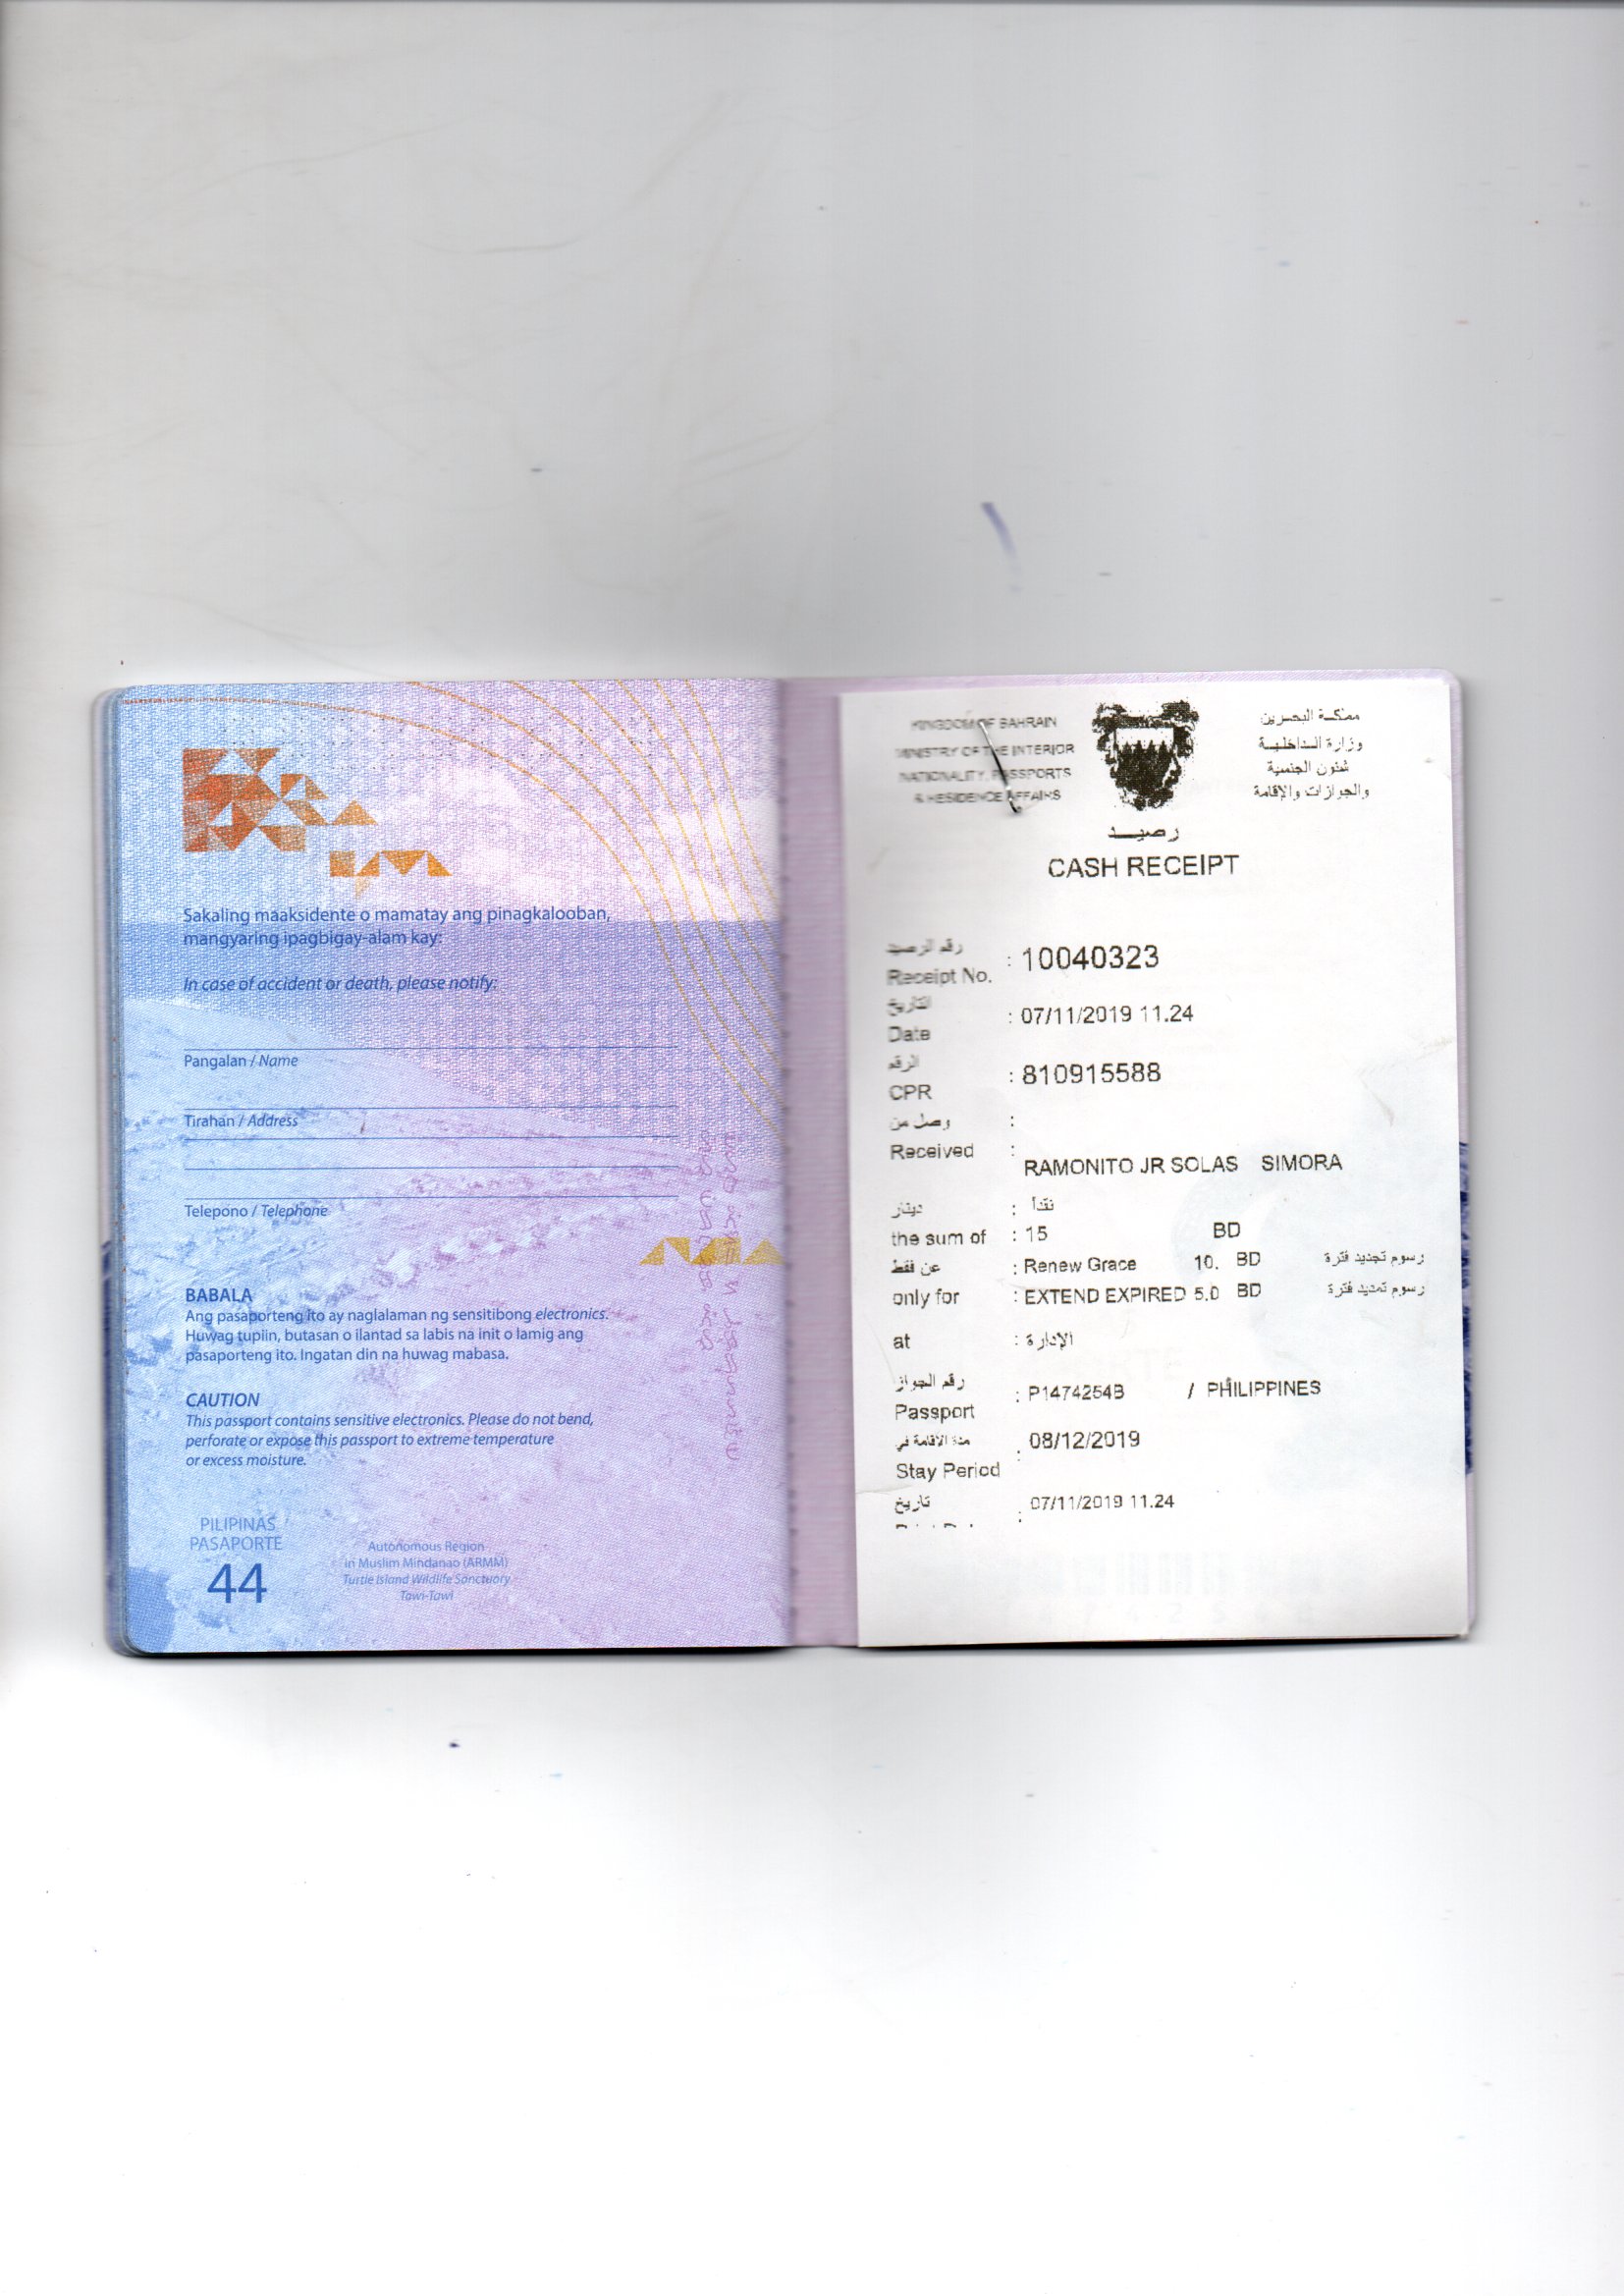 Sakaling maaksidente o mamatay ang pinagkalooban,
mangyaring ipagbigay-alam kay:
In case of accident or death, please notify:
Pangalan / Name
Tirahan / Address
Telepono / Telephone
BABALA
Ang pasaporteng ito ay naglalaman ng sensitibong electronics.
Huwag tupiin, butasan o ilantad sa labis na init o lamig ang
pasaporteng ito. Ingatan din na huwag mabasa.
CAUTION
This passport contains sensitive electronics. Please do not bend,
perforate or expose this passport to extreme temperature
or excess moisture.
PILIPINAS
PASAPORTE
44
Autonomous Region
in Muslim Mindanao (ARMM)
Turtle Island Wildlife Sanctuary
Tawi-Tawi
KINGDOM OF BAHRAIN
MINISTRY OF THE INTERIOR
NATIONALITY, PASSPORTS
& RESIDENCE AFFAIRS
مملكة البحرين
وزارة الداخلية
شئون الجنسية
والجوازات والإقامة
رصيد
CASH RECEIPT
رقم الرصيد
Receipt No. : 10040323
التاريخ
Date : 07/11/2019 11.24
الرقم
CPR : 810915588
وصل من :
Received :
RAMONITO JR SOLAS SIMORA
دينار : نقدأ
the sum of : 15 BD
عن فقط : Renew Grace 10. BD رسوم تجديد فترة
only for : EXTEND EXPIRED 5.0 BD رسوم تمديد فترة
at : الإدارة
رقم الجواز
Passport : P1474254B / PHILIPPINES
مدة الاقامة في
Stay Period : 08/12/2019
تاريخ : 07/11/2019 11.24